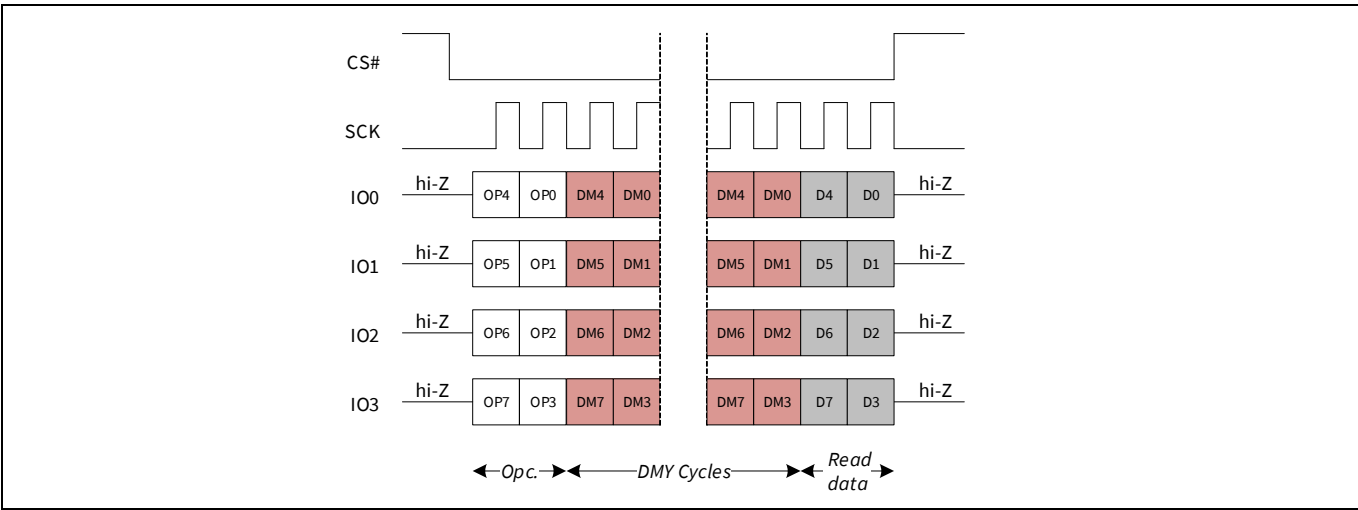 CS#
SCK
IO0 hi-Z OP4 OP0 DM4 DM0 DM4 DM0 D4 D0 hi-Z
IO1 hi-Z OP5 OP1 DM5 DM1 DM5 DM1 D5 D1 hi-Z
IO2 hi-Z OP6 OP2 DM6 DM2 DM6 DM2 D6 D2 hi-Z
IO3 hi-Z OP7 OP3 DM7 DM3 DM7 DM3 D7 D3 hi-Z
Opc. DMY Cycles Read
data